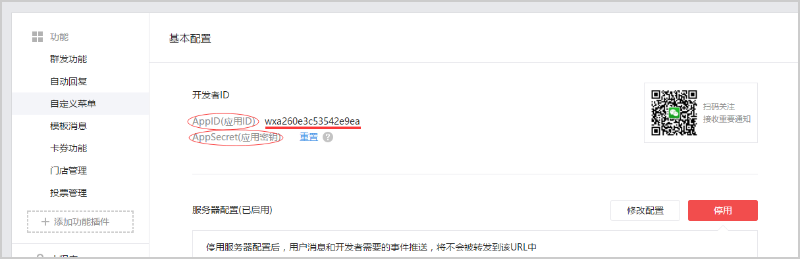 功能
群发功能
自动回复
自定义菜单
模板消息
卡券功能
门店管理
投票管理
+ 添加功能插件
基本配置
开发者ID
AppID(应用ID) wxa260e3c53542e9ea
AppSecret(应用密钥) 重置 ?
扫码关注
接收重要通知
服务器配置(已启用) 修改配置 停用
停用服务器配置后，用户消息和开发者需要的事件推送，将不会被转发到该URL中